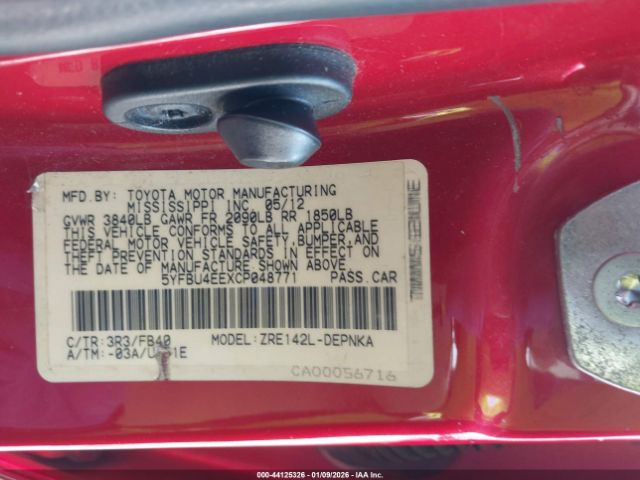 MFD.BY: TOYOTA MOTOR MANUFACTURING
MISSISSIPPI INC. 05/12
GVWR 3840LB GAWR FR 2090LB RR 1850LB
THIS VEHICLE CONFORMS TO ALL APPLICABLE
FEDERAL MOTOR VEHICLE SAFETY, BUMPER, AND
THEFT PREVENTION STANDARDS IN EFFECT ON
THE DATE OF MANUFACTURE SHOWN ABOVE.
5YFBU4EEXCP048771 PASS.CAR
C/TR:3R3/FB40 MODEL:ZRE142L-DEPNKA
A/TM:-03A/
CA00056716
000-44125326 - 01/09/2026 - IAA Inc.